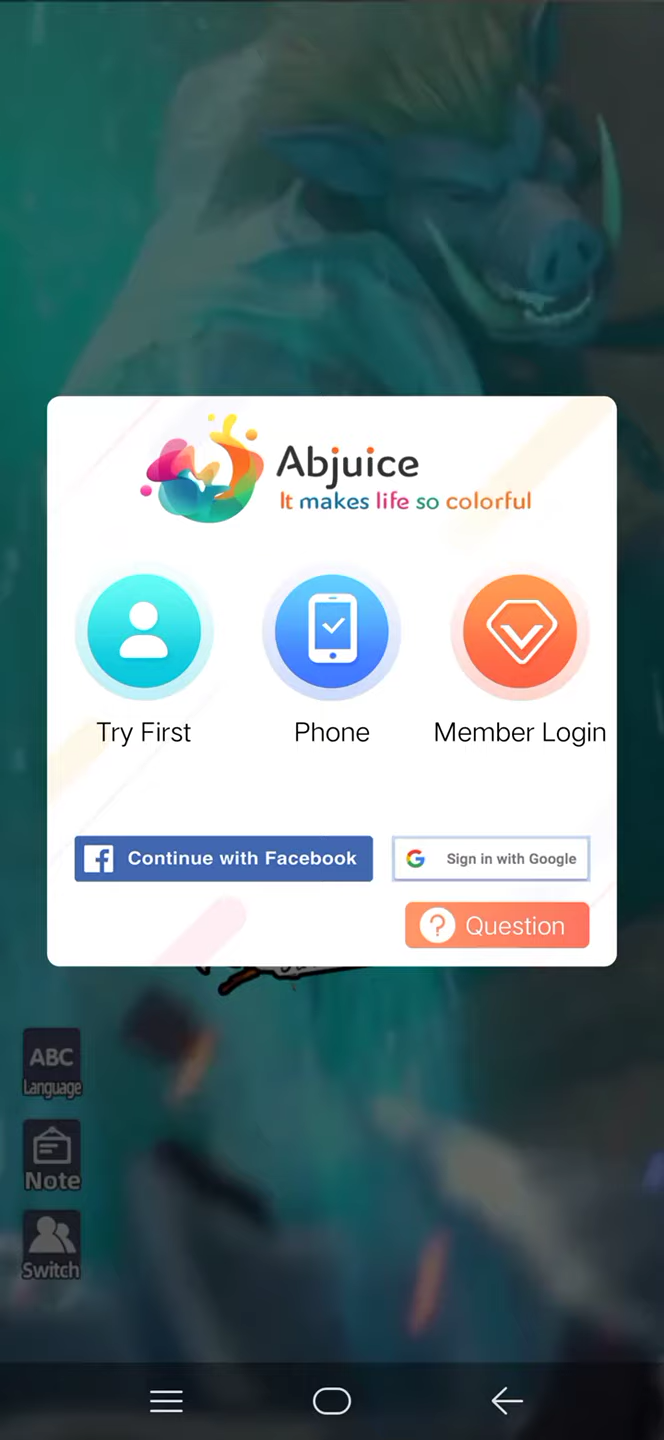 Abjuice
It makes life so colorful
Try First
Phone
Member Login
Continue with Facebook
Sign in with Google
? Question
ABC
Language
Note
Switch